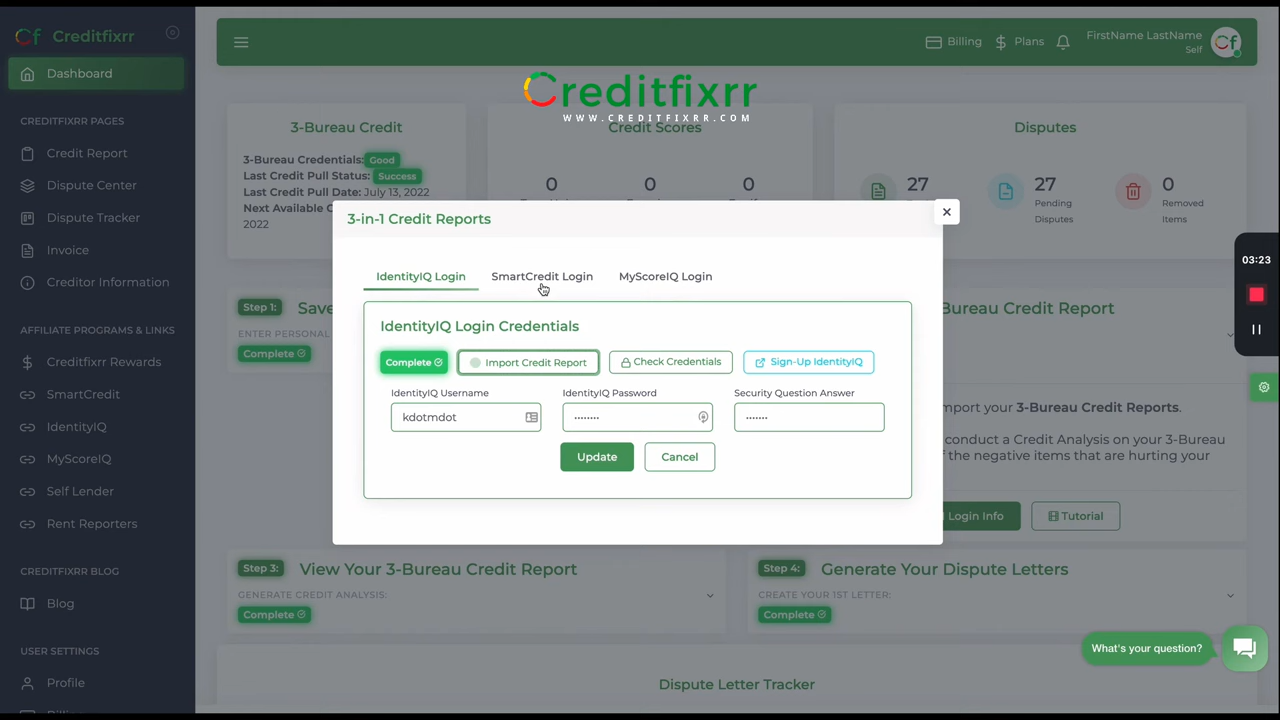 Creditfixrr
Dashboard
CREDITFIXRR PAGES
Credit Report
Dispute Center
Dispute Tracker
Invoice
Creditor Information
AFFILIATE PROGRAMS & LINKS
Creditfixrr Rewards
SmartCredit
IdentityIQ
MyScoreIQ
Self Lender
Rent Reporters
CREDITFIXRR BLOG
Blog
USER SETTINGS
Profile
Billing
Plans
FirstName LastName
Self
Creditfixrr
WWW.CREDITFIXRR.COM
3-Bureau Credit
3-Bureau Credentials: Good
Last Credit Pull Status: Success
Last Credit Pull Date: July 13, 2022
Next Available C
2022
Credit Scores
0
0
0
Disputes
27
27
Pending
Disputes
0
Removed
Items
3-in-1 Credit Reports
IdentityIQ Login
SmartCredit Login
MyScoreIQ Login
IdentityIQ Login Credentials
Complete
Import Credit Report
Check Credentials
Sign-Up IdentityIQ
IdentityIQ Username
IdentityIQ Password
Security Question Answer
kdotmdot
Update
Cancel
Step 1:
Save
ENTER PERSONAL
Complete
Bureau Credit Report
mport your 3-Bureau Credit Reports.
conduct a Credit Analysis on your 3-Bureau
f the negative items that are hurting your
Login Info
Tutorial
Step 3:
View Your 3-Bureau Credit Report
GENERATE CREDIT ANALYSIS:
Complete
Step 4:
Generate Your Dispute Letters
CREATE YOUR 1ST LETTER:
Complete
Dispute Letter Tracker
What's your question?
03:23